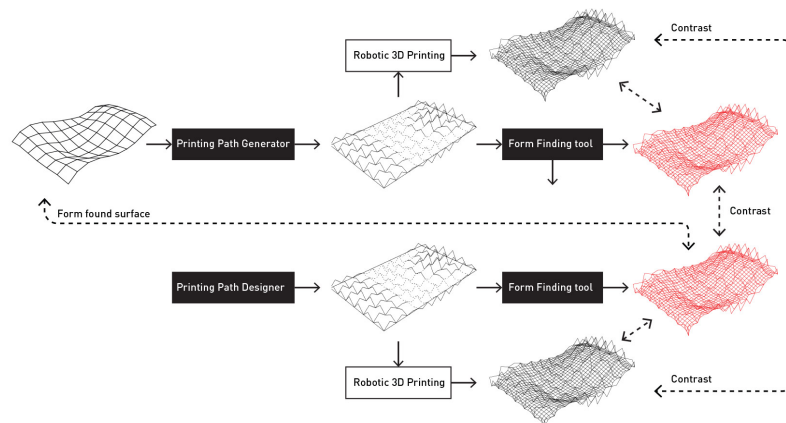 Contrast
Robotic 3D Printing
Printing Path Generator
Form Finding tool
Form found surface
Contrast
Printing Path Designer
Form Finding tool
Robotic 3D Printing
Contrast